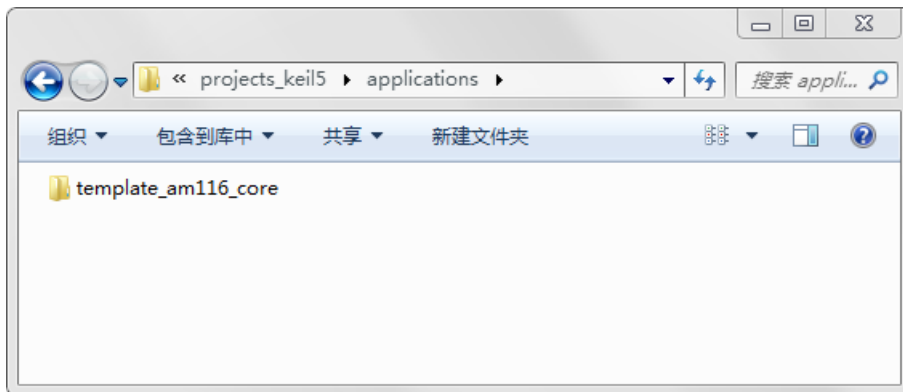 « projects_keil5 applications 搜索 appli...
组织 包含到库中 共享 新建文件夹
template_am116_core